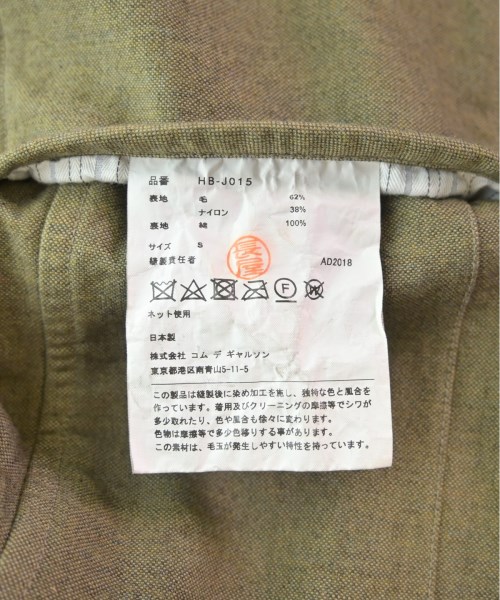 品番 HB-J015
表地 毛 62%
ナイロン 38%
裏地 綿 100%
サイズ S
縫製責任者 長屋 AD2018
F W
ネット使用
日本製
株式会社 コム デ ギャルソン
東京都港区南青山5-11-5
この製品は縫製後に染め加工を施し、独特な色と風合を
作っています。着用及びクリーニングの摩擦等でシワが
多少取れたり、色や風合も徐々に変わります。
色物は摩擦等で多少色移りする事があります。
この素材は、毛玉が発生しやすい特性を持っています。